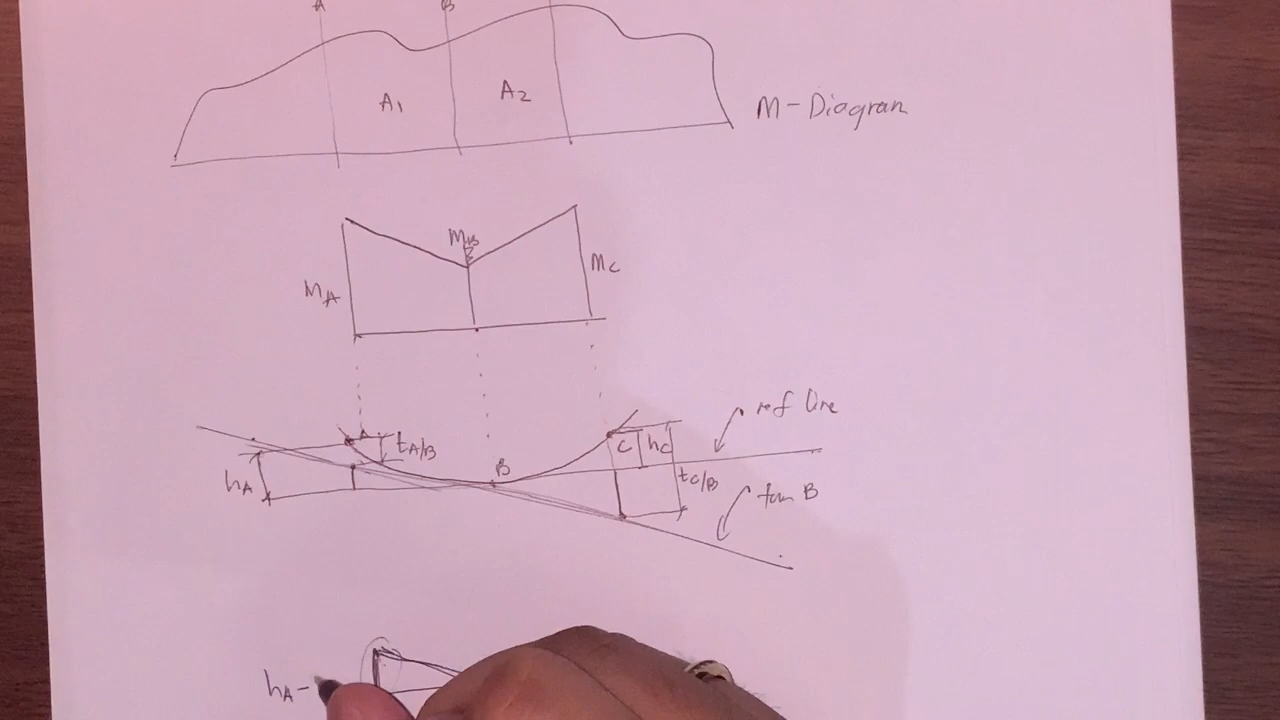 A B
A1 A2
M-Diagram
MB
MA MC
ref line
A tA/B C hC
B
hA tC/B tan B
hA-